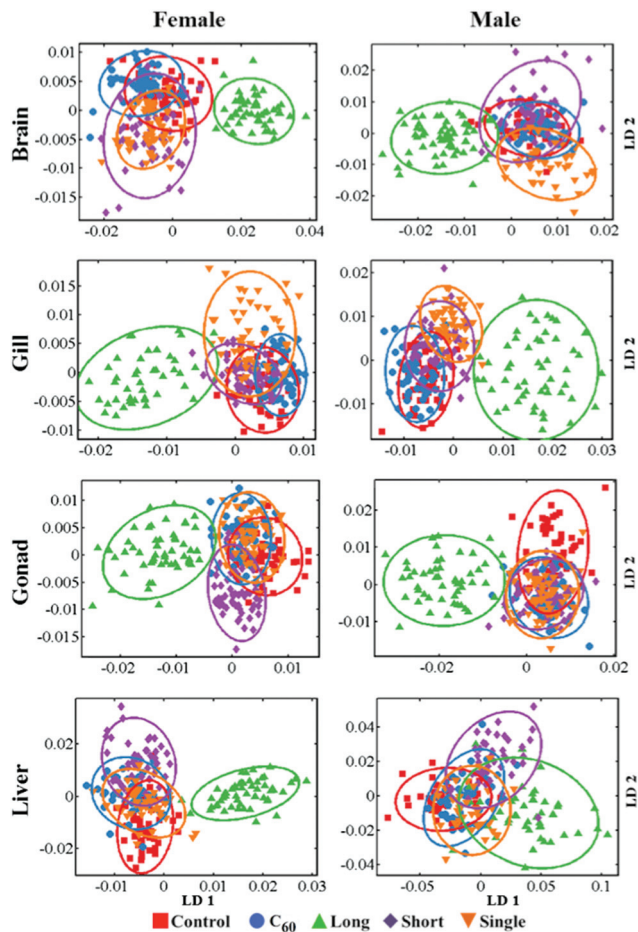 Female Male
Brain
0.01
0.005
0
-0.005
-0.01
-0.015
-0.02 0 0.02 0.04
0.02
0.01
0
-0.01
-0.02
-0.02 -0.01 0 0.01 0.02
LD 2
Gill
0.015
0.01
0.005
0
-0.005
-0.01
-0.02 -0.01 0 0.01
0.02
0.01
0
-0.01
-0.01 0 0.01 0.02 0.03
LD 2
Gonad
0.01
0.005
0
-0.005
-0.01
-0.015
-0.02 -0.01 0 0.01
0.02
0.01
0
-0.01
-0.02 0 0.02
LD 2
Liver
0.02
0
-0.02
-0.01 0 0.01 0.02 0.03
LD 1
0.04
0.02
0
-0.02
-0.04
-0.05 0 0.05 0.1
LD 1
LD 2
Control C₆₀ Long Short Single